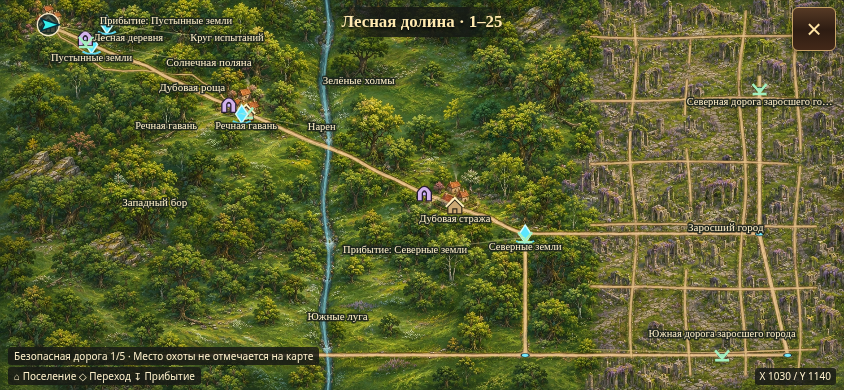 Лесная долина · 1–25
Прибытие: Пустынные земли
Лесная деревня
Круг испытаний
Пустынные земли
Солнечная поляна
Зелёные холмы
Дубовая роща
Северная дорога заросшего го...
Речная гавань
Речная гавань
Нарен
Западный бор
Дубовая стража
Заросший город
Прибытие: Северные земли
Северные земли
Южные луга
Южная дорога заросшего города
Безопасная дорога 1/5 · Место охоты не отмечается на карте
⌂ Поселение ◇ Переход ↧ Прибытие
X 1030 / Y 1140